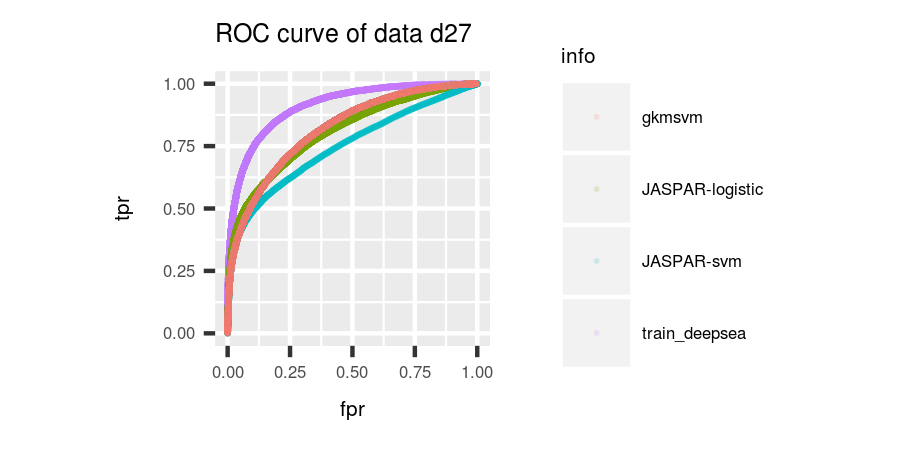 ROC curve of data d27
info
1.00
0.75
0.50
0.25
0.00
tpr
0.00 0.25 0.50 0.75 1.00
fpr
gkmsvm
JASPAR-logistic
JASPAR-svm
train_deepsea